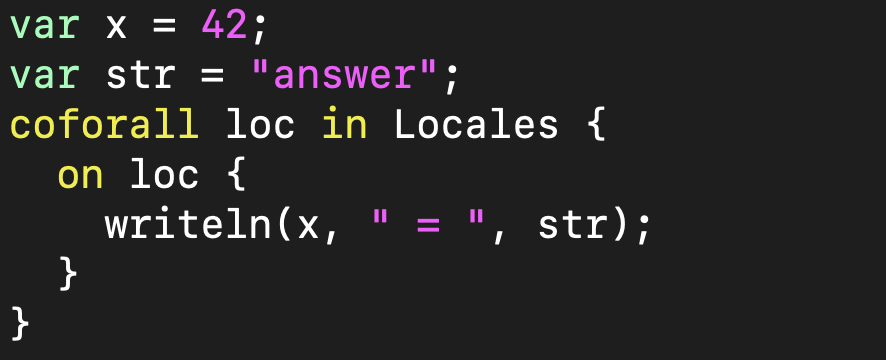 var x = 42;
var str = "answer";
coforall loc in Locales {
  on loc {
    writeln(x, " = ", str);
  }
}